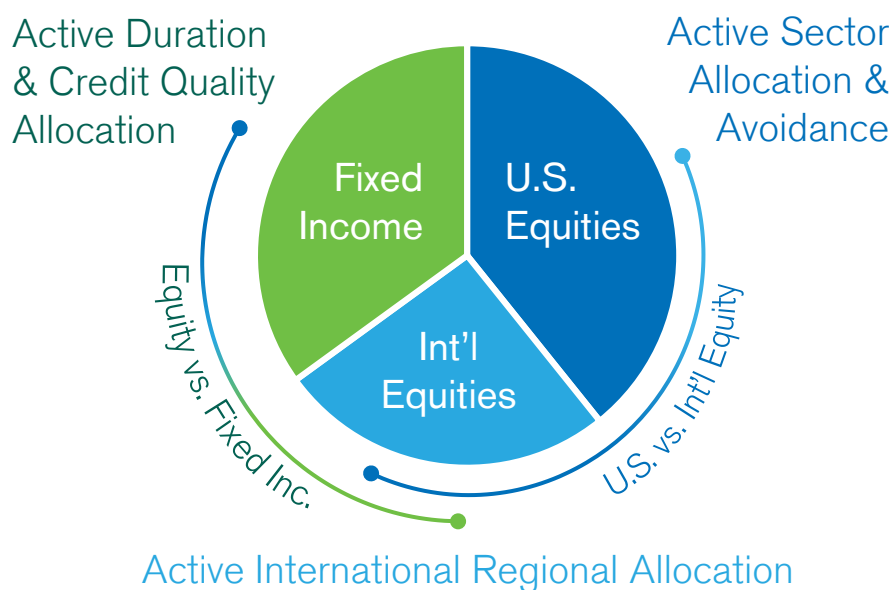 Active Duration
& Credit Quality
Allocation
Active Sector
Allocation &
Avoidance
Fixed
Income
U.S.
Equities
Int'l
Equities
Equity vs. Fixed Inc.
U.S. vs. Int'l Equity
Active International Regional Allocation